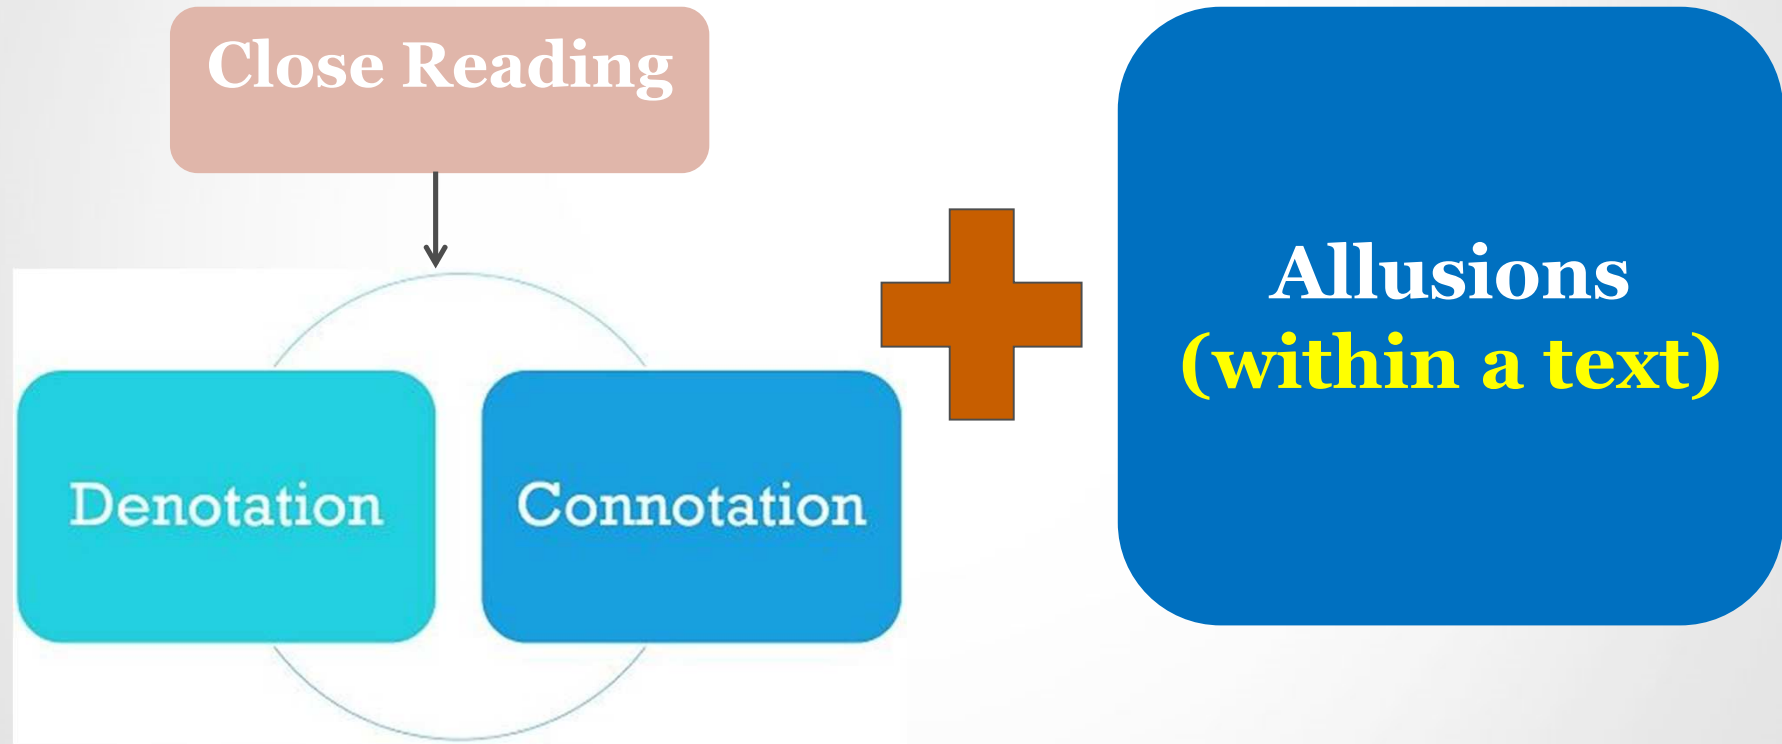 Close Reading
Denotation
Connotation
Allusions
(within a text)